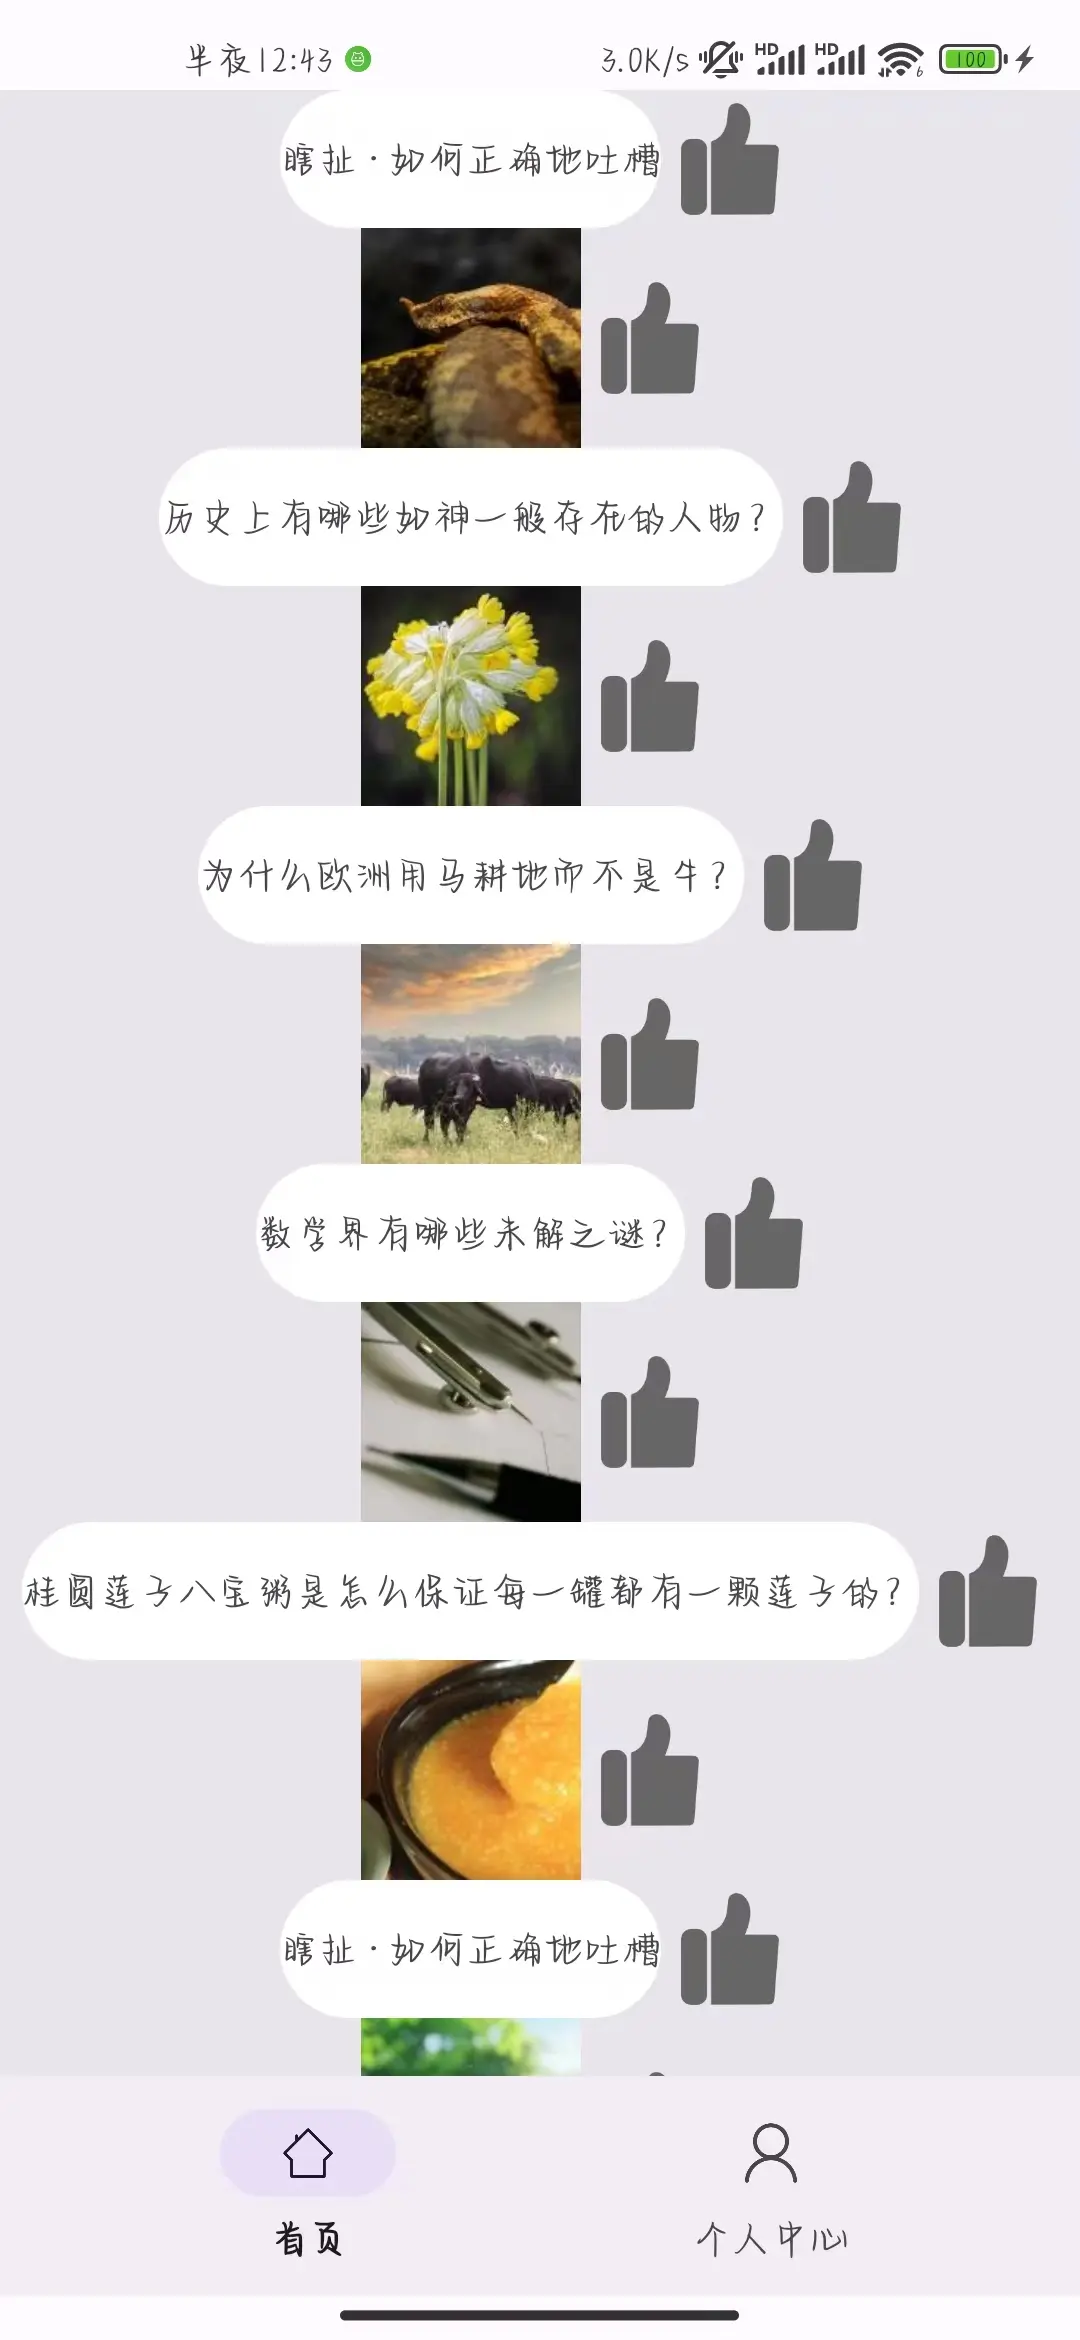 半夜12:43
3.0K/s HD HD 6 100
瞎扯·如何正确地吐槽
历史上有哪些如神一般存在的人物?
为什么欧洲用马耕地而不是牛?
数学界有哪些未解之谜?
桂圆莲子八宝粥是怎么保证每一罐都有一颗莲子的?
瞎扯·如何正确地吐槽
首页
个人中心